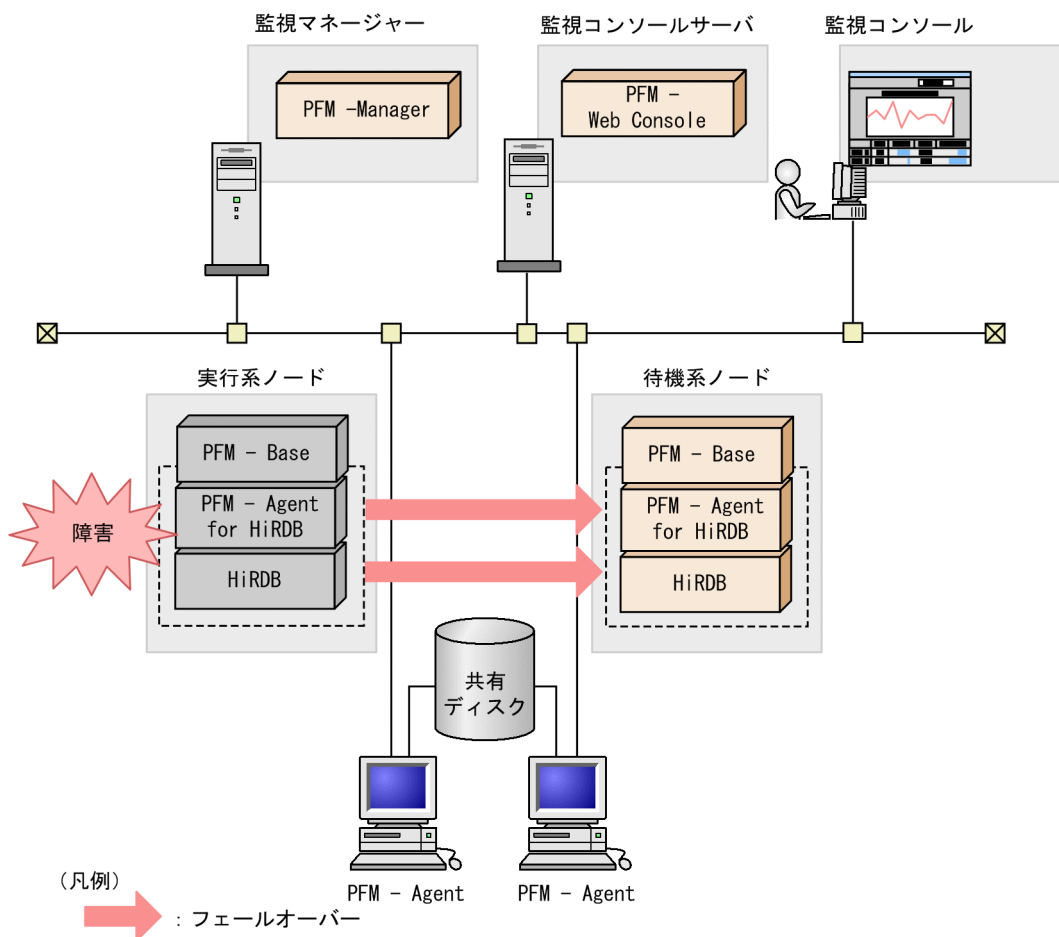 監視マネージャー
監視コンソールサーバ
監視コンソール
PFM -Manager
PFM -
Web Console
実行系ノード
待機系ノード
PFM - Base
PFM - Agent
for HiRDB
HiRDB
障害
PFM - Base
PFM - Agent
for HiRDB
HiRDB
共有
ディスク
PFM - Agent
PFM - Agent
(凡例)
: フェールオーバー